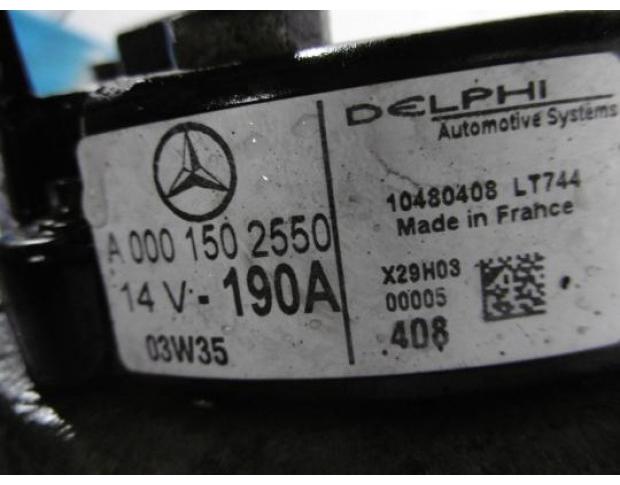 A 000 150 2550
14 V - 190A
03W35
DELPHI
Automotive Systems
10480408 LT744
Made in France
X29H03
00005
408